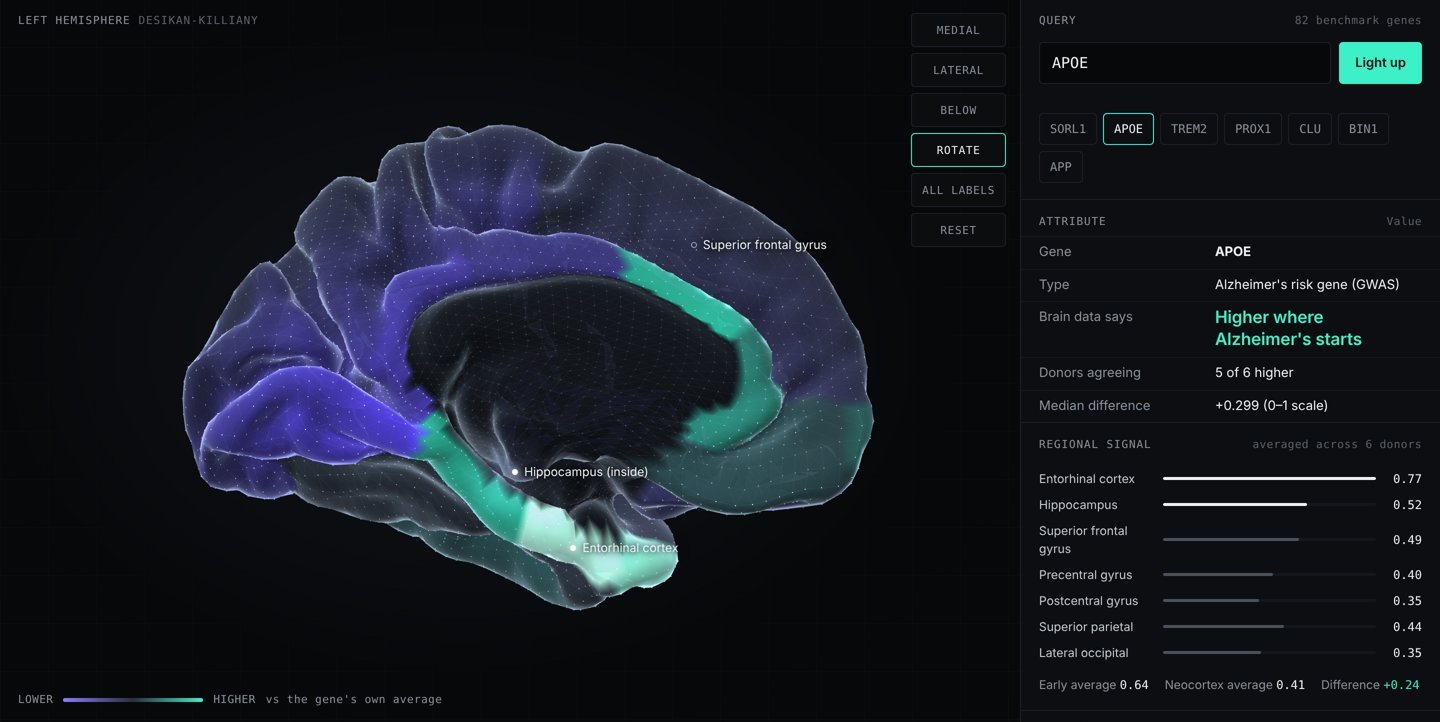 LEFT HEMISPHERE DESIKAN-KILLIANY
MEDIAL
LATERAL
BELOW
ROTATE
ALL LABELS
RESET
Superior frontal gyrus
Hippocampus (inside)
Entorhinal cortex
LOWER HIGHER vs the gene's own average
QUERY 82 benchmark genes
APOE Light up
SORL1 APOE TREM2 PROX1 CLU BIN1
APP
ATTRIBUTE Value
Gene APOE
Type Alzheimer's risk gene (GWAS)
Brain data says Higher where
Alzheimer's starts
Donors agreeing 5 of 6 higher
Median difference +0.299 (0–1 scale)
REGIONAL SIGNAL averaged across 6 donors
Entorhinal cortex 0.77
Hippocampus 0.52
Superior frontal
gyrus 0.49
Precentral gyrus 0.40
Postcentral gyrus 0.35
Superior parietal 0.44
Lateral occipital 0.35
Early average 0.64 Neocortex average 0.41 Difference +0.24